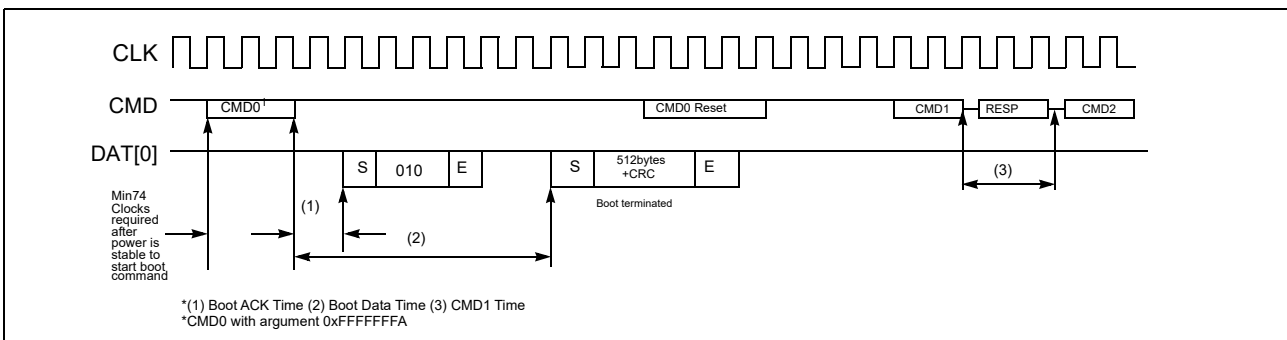 CLK
CMD
CMD0¹
CMD0 Reset
CMD1
RESP
CMD2
DAT[0]
S
010
E
S
512bytes
+CRC
E
Boot terminated
Min74
Clocks
required
after
power is
stable to
start boot
command
(1)
(2)
(3)
*(1) Boot ACK Time (2) Boot Data Time (3) CMD1 Time
*CMD0 with argument 0xFFFFFFFA